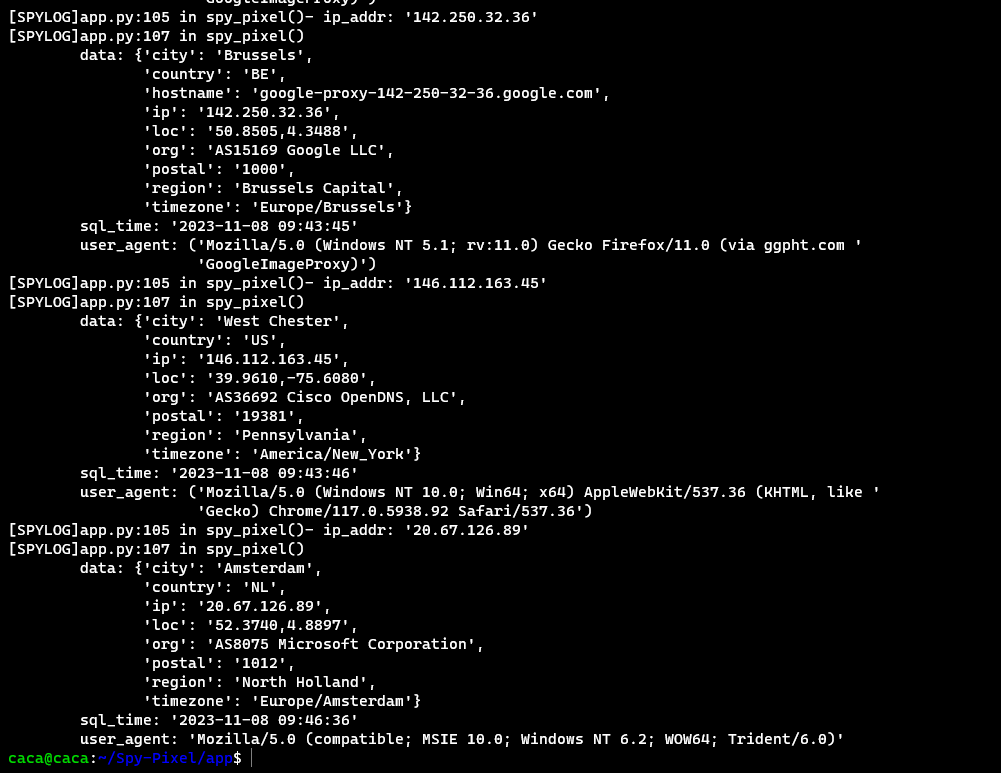 GoogleImageProxy)')
[SPYLOG]app.py:105 in spy_pixel()- ip_addr: '142.250.32.36'
[SPYLOG]app.py:107 in spy_pixel()
        data: {'city': 'Brussels',
               'country': 'BE',
               'hostname': 'google-proxy-142-250-32-36.google.com',
               'ip': '142.250.32.36',
               'loc': '50.8505,4.3488',
               'org': 'AS15169 Google LLC',
               'postal': '1000',
               'region': 'Brussels Capital',
               'timezone': 'Europe/Brussels'}
        sql_time: '2023-11-08 09:43:45'
        user_agent: ('Mozilla/5.0 (Windows NT 5.1; rv:11.0) Gecko Firefox/11.0 (via ggpht.com '
                     'GoogleImageProxy)')
[SPYLOG]app.py:105 in spy_pixel()- ip_addr: '146.112.163.45'
[SPYLOG]app.py:107 in spy_pixel()
        data: {'city': 'West Chester',
               'country': 'US',
               'ip': '146.112.163.45',
               'loc': '39.9610,-75.6080',
               'org': 'AS36692 Cisco OpenDNS, LLC',
               'postal': '19381',
               'region': 'Pennsylvania',
               'timezone': 'America/New_York'}
        sql_time: '2023-11-08 09:43:46'
        user_agent: ('Mozilla/5.0 (Windows NT 10.0; Win64; x64) AppleWebKit/537.36 (KHTML, like '
                     'Gecko) Chrome/117.0.5938.92 Safari/537.36')
[SPYLOG]app.py:105 in spy_pixel()- ip_addr: '20.67.126.89'
[SPYLOG]app.py:107 in spy_pixel()
        data: {'city': 'Amsterdam',
               'country': 'NL',
               'ip': '20.67.126.89',
               'loc': '52.3740,4.8897',
               'org': 'AS8075 Microsoft Corporation',
               'postal': '1012',
               'region': 'North Holland',
               'timezone': 'Europe/Amsterdam'}
        sql_time: '2023-11-08 09:46:36'
        user_agent: 'Mozilla/5.0 (compatible; MSIE 10.0; Windows NT 6.2; WOW64; Trident/6.0)'
caca@caca:~/Spy-Pixel/app$